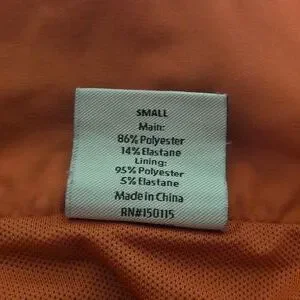 SMALL
Main:
86% Polyester
14% Elastane
Lining:
95% Polyester
5% Elastane
Made in China
RN#150115